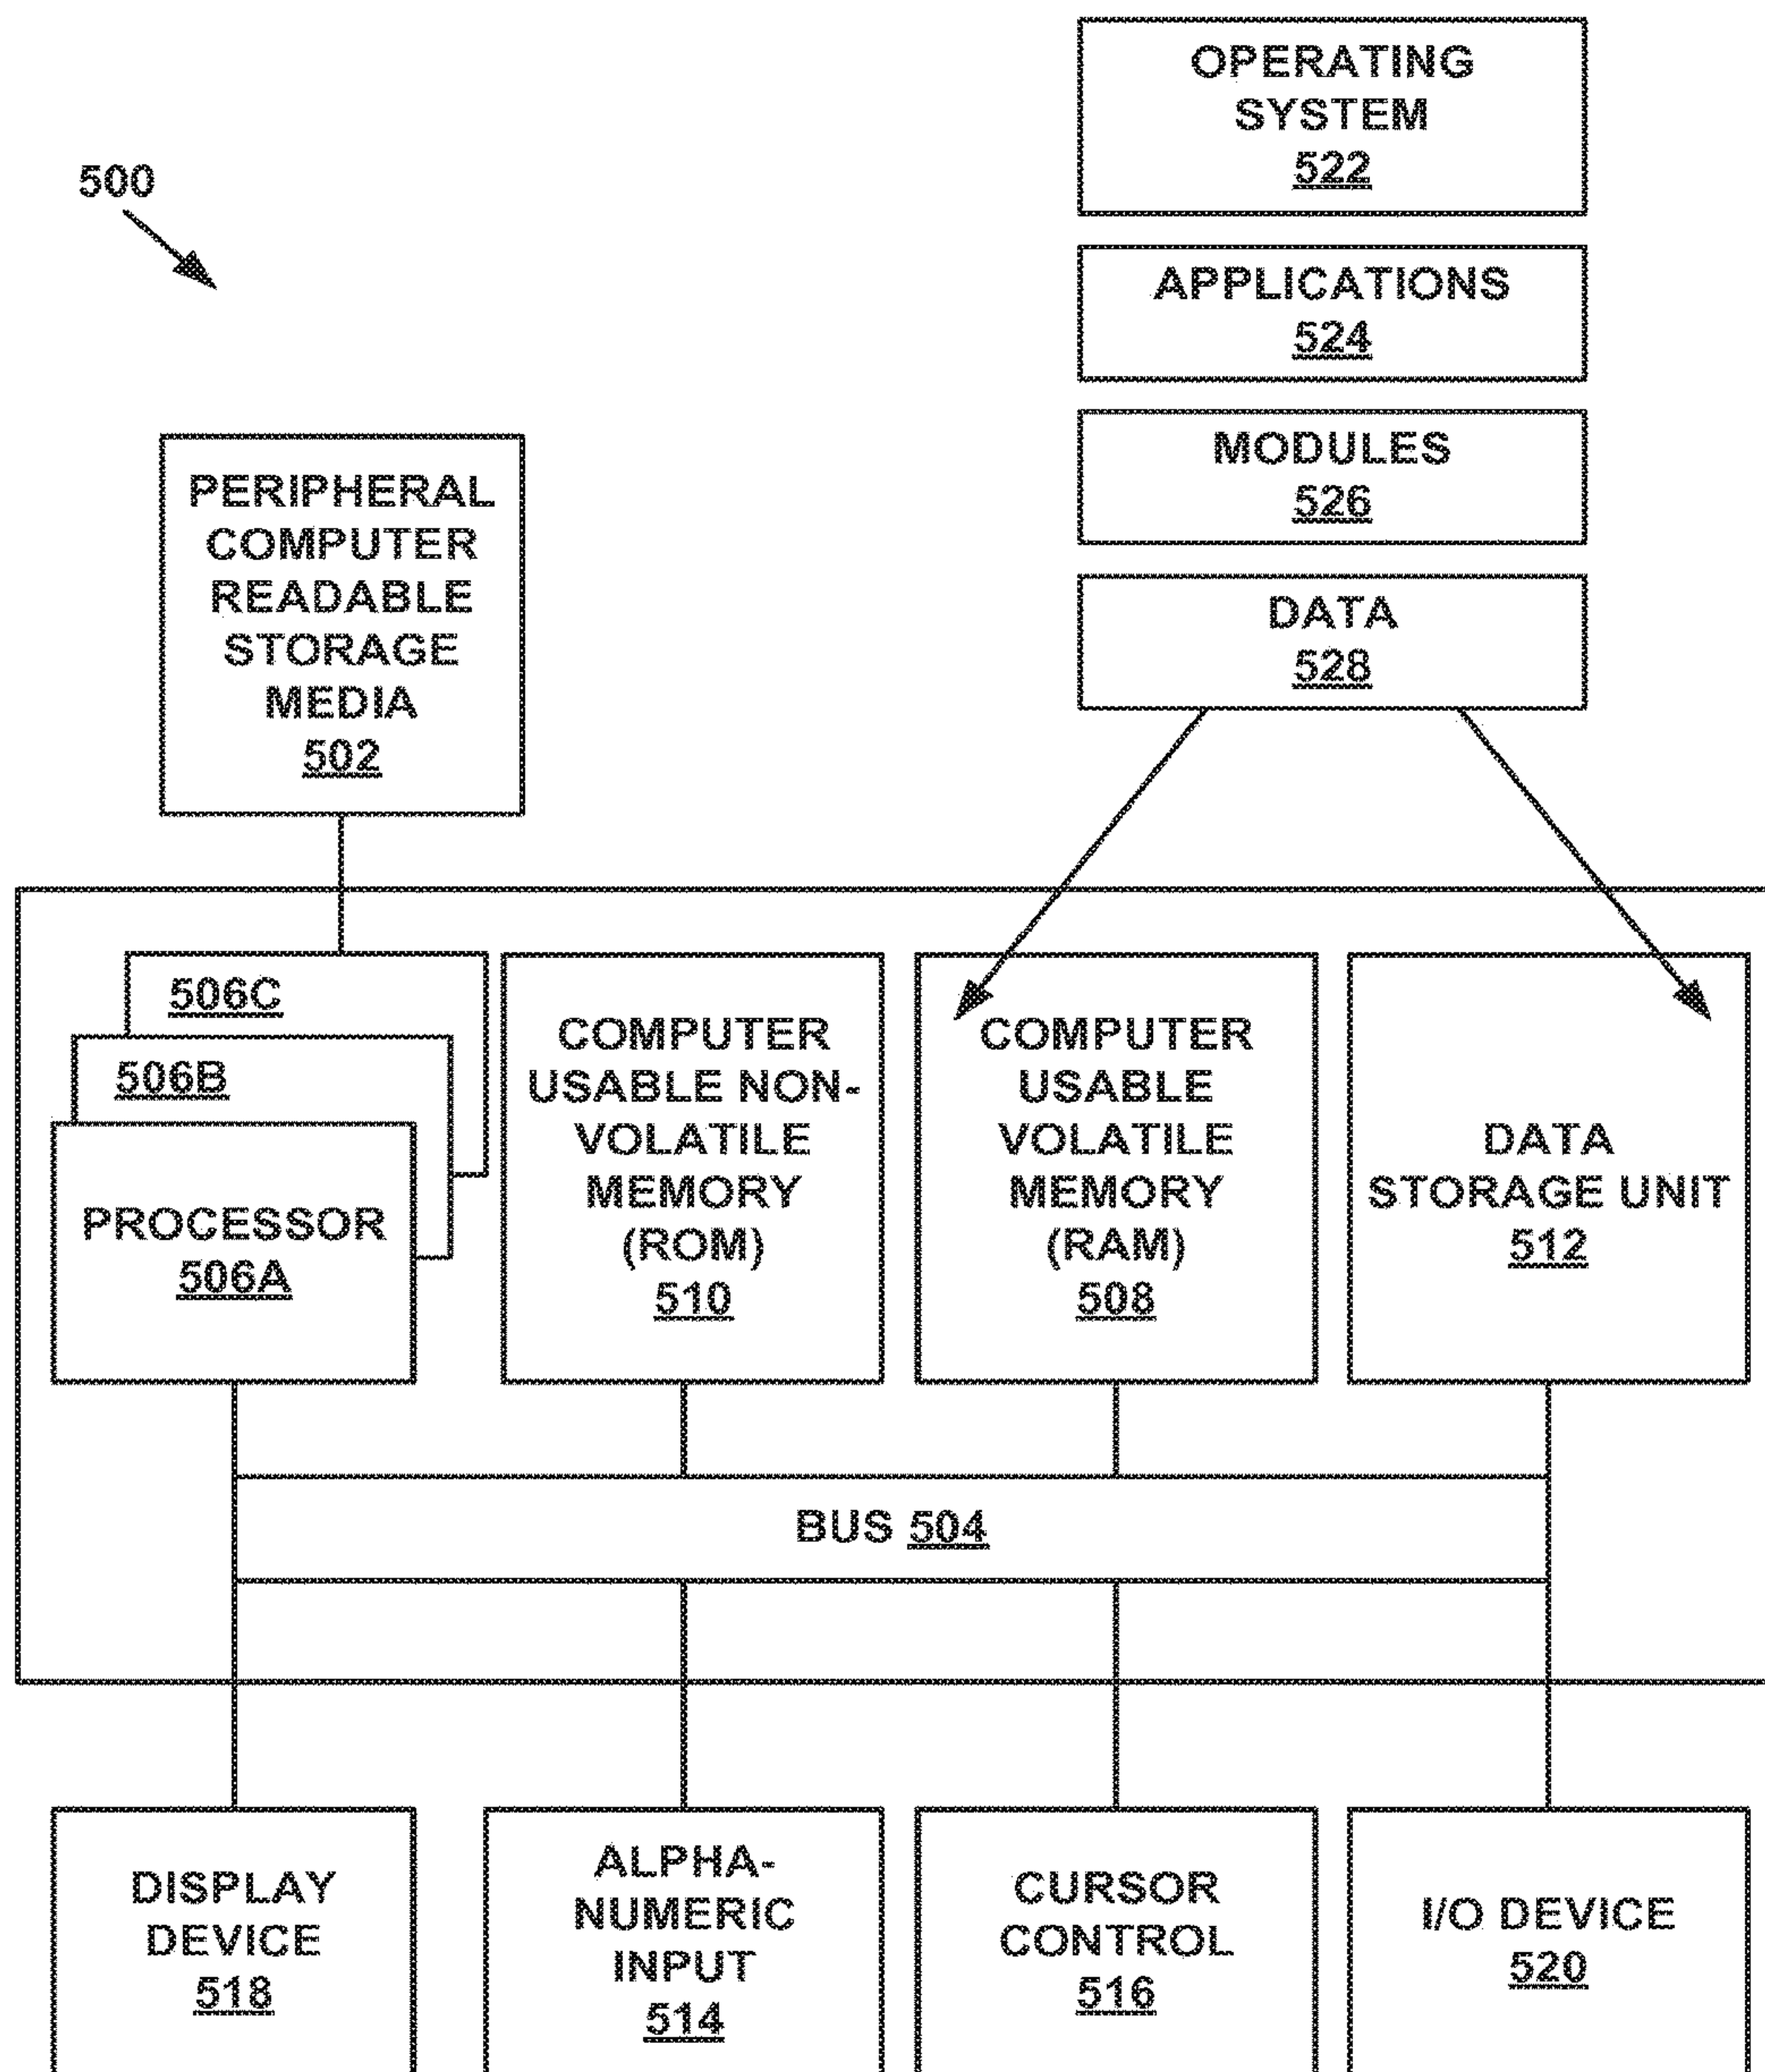 OPERATING
SYSTEM
522
500
APPLICATIONS
524
MODULES
526
PERIPHERAL
COMPUTER
READABLE
STORAGE
MEDIA
502
DATA
528
506C
506B
PROCESSOR
506A
COMPUTER
USABLE NON-
VOLATILE
MEMORY
(ROM)
510
COMPUTER
USABLE
VOLATILE
MEMORY
(RAM)
508
DATA
STORAGE UNIT
512
BUS 504
DISPLAY
DEVICE
518
ALPHA-
NUMERIC
INPUT
514
CURSOR
CONTROL
516
I/O DEVICE
520